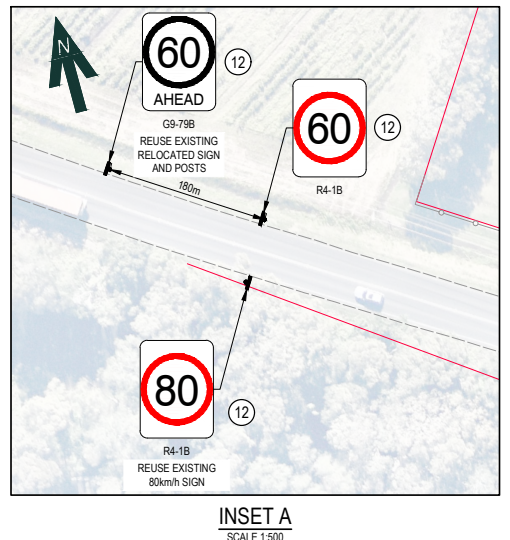 N
60
AHEAD
12
G9-79B
REUSE EXISTING
RELOCATED SIGN
AND POSTS
60
12
R4-1B
180m
80
12
R4-1B
REUSE EXISTING
80km/h SIGN
INSET A
SCALE 1:500